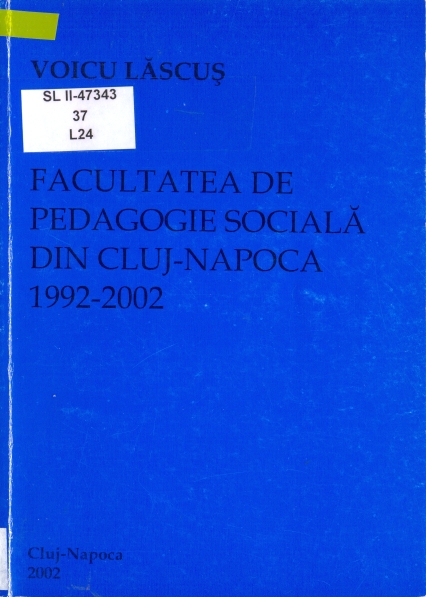 VOICU LĂSCUŞ
SL II-47343
37
L24
FACULTATEA DE
PEDAGOGIE SOCIALĂ
DIN CLUJ-NAPOCA
1992-2002
Cluj-Napoca
2002